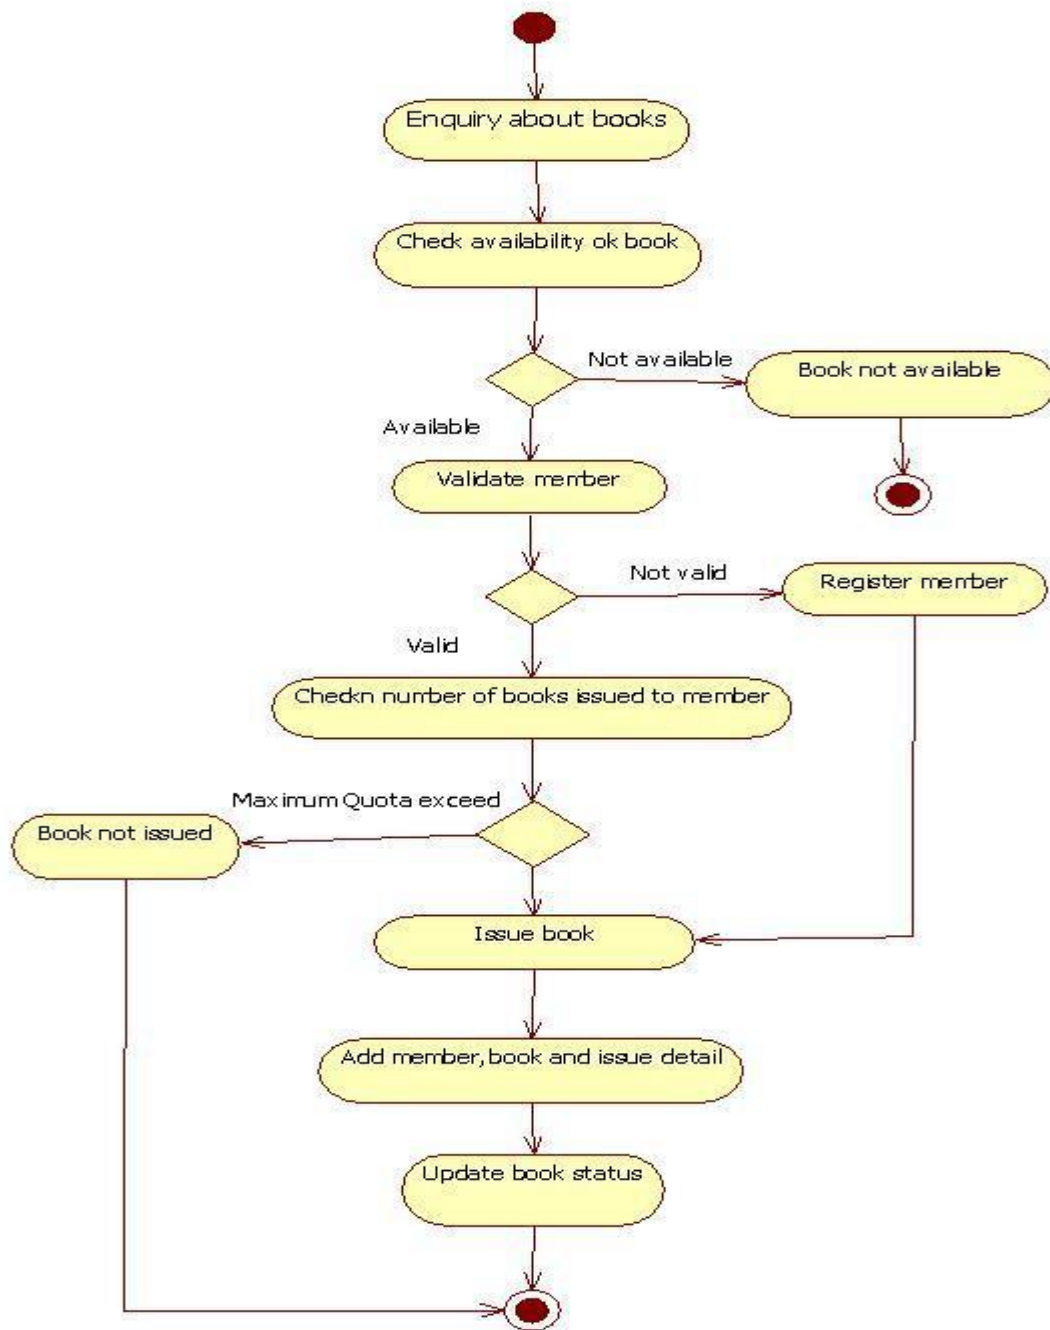 Enquiry about books
Check availability ok book
Not available
Book not available
Available
Validate member
Not valid
Register member
Valid
Checkn number of books issued to member
Maximum Quota exceed
Book not issued
Issue book
Add member,book and issue detail
Update book status